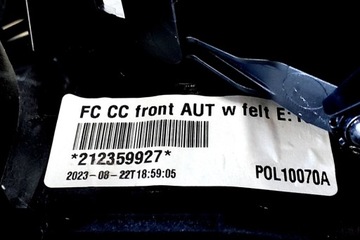 FC CC front AUT w felt E:
*212359927*
2023-08-22T18:59:05
POL10070A